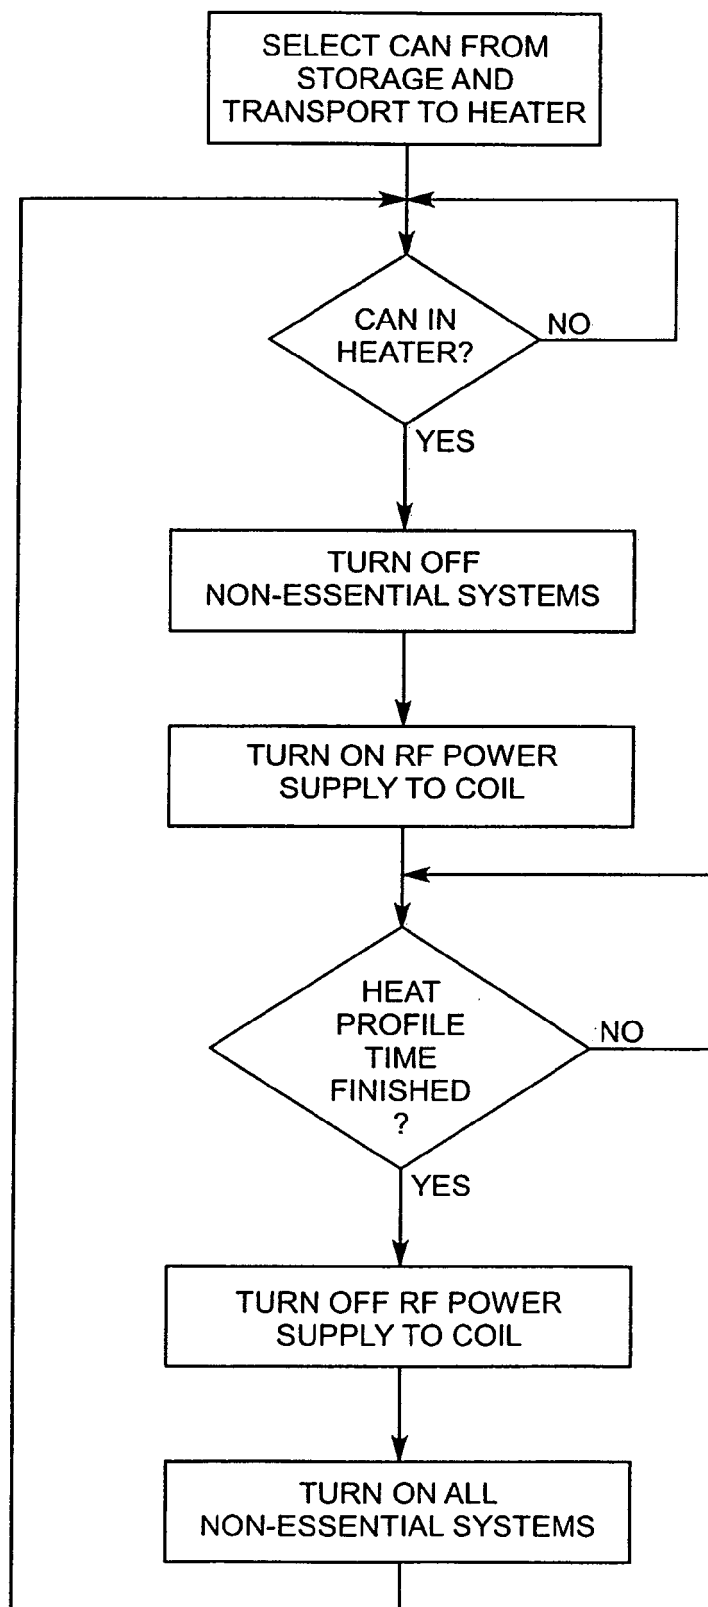 SELECT CAN FROM
STORAGE AND
TRANSPORT TO HEATER
CAN IN
HEATER?
NO
YES
TURN OFF
NON-ESSENTIAL SYSTEMS
TURN ON RF POWER
SUPPLY TO COIL
HEAT
PROFILE
TIME
FINISHED
?
NO
YES
TURN OFF RF POWER
SUPPLY TO COIL
TURN ON ALL
NON-ESSENTIAL SYSTEMS